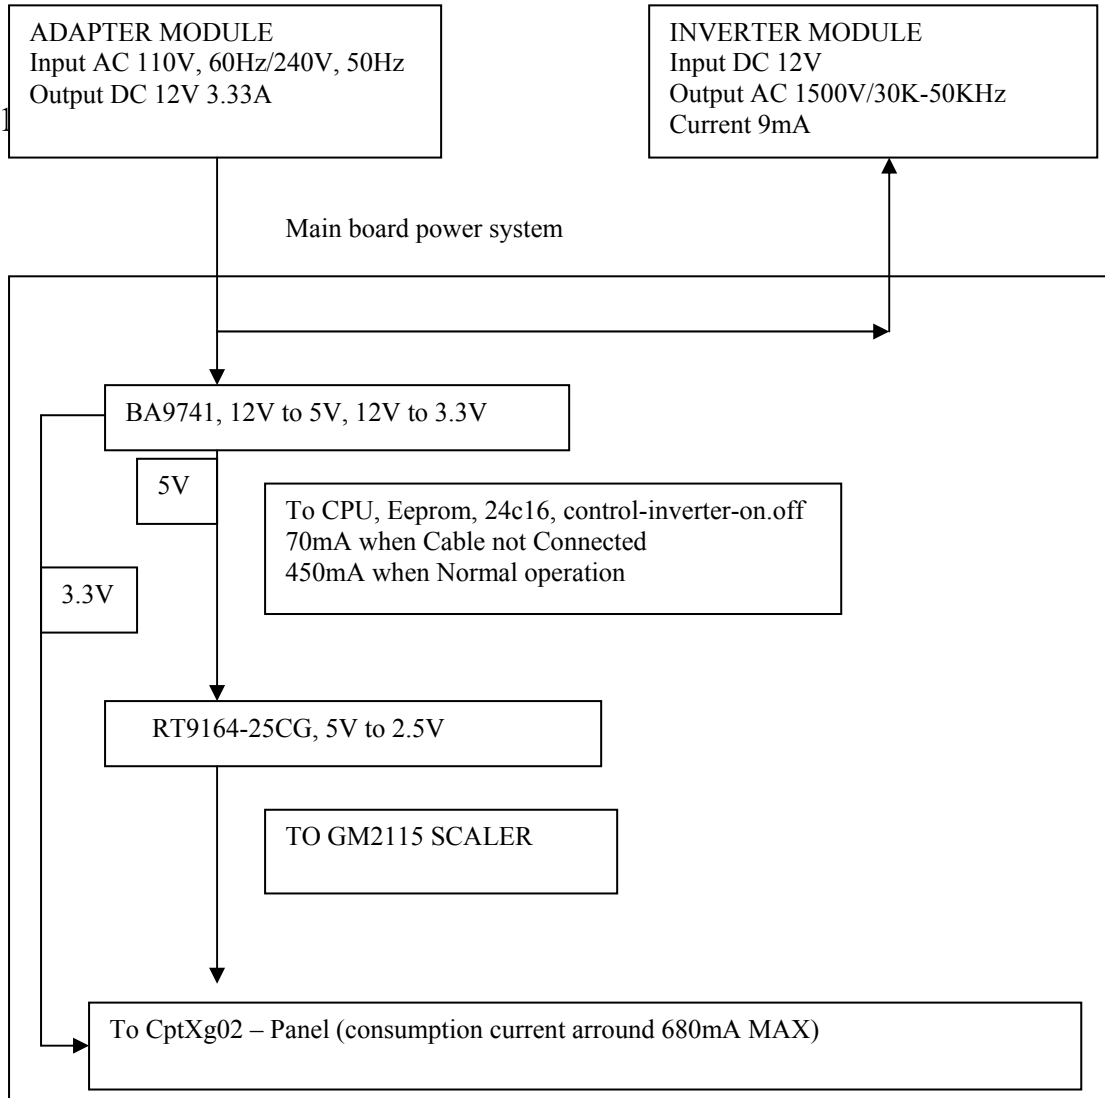 ADAPTER MODULE
Input AC 110V, 60Hz/240V, 50Hz
Output DC 12V 3.33A
1
INVERTER MODULE
Input DC 12V
Output AC 1500V/30K-50KHz
Current 9mA
Main board power system
BA9741, 12V to 5V, 12V to 3.3V
5V
To CPU, Eeprom, 24c16, control-inverter-on.off
70mA when Cable not Connected
450mA when Normal operation
3.3V
RT9164-25CG, 5V to 2.5V
TO GM2115 SCALER
To CptXg02 – Panel (consumption current arround 680mA MAX)